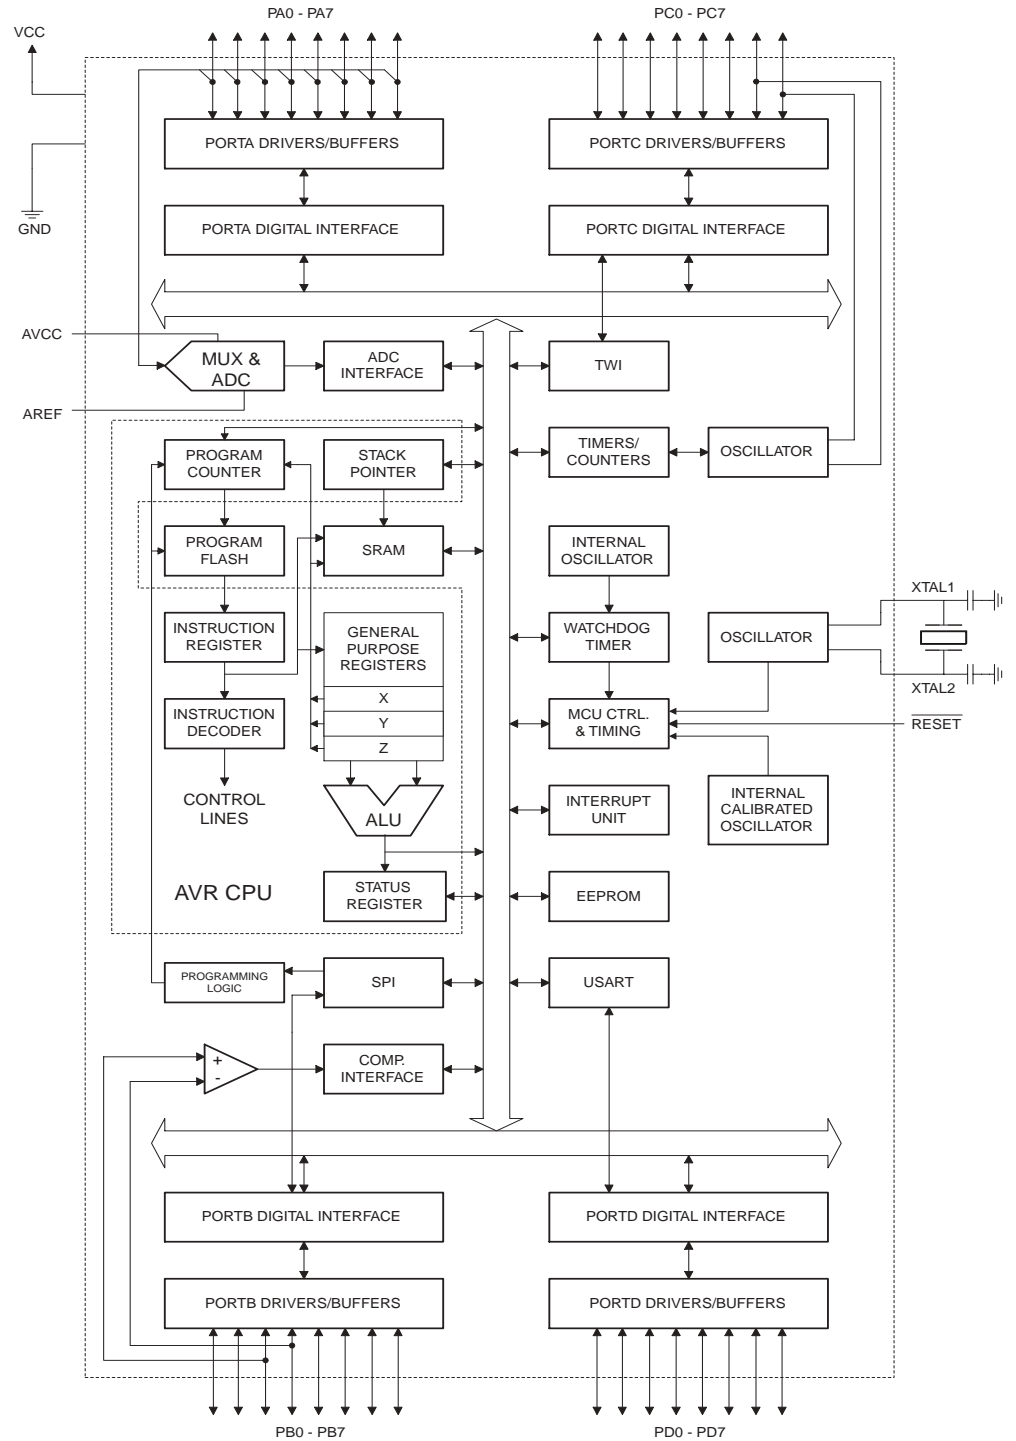 PA0 - PA7
PC0 - PC7
VCC
PORTA DRIVERS/BUFFERS
PORTC DRIVERS/BUFFERS
GND
PORTA DIGITAL INTERFACE
PORTC DIGITAL INTERFACE
AVCC
MUX &
ADC
ADC
INTERFACE
TWI
AREF
PROGRAM
COUNTER
STACK
POINTER
TIMERS/
COUNTERS
OSCILLATOR
PROGRAM
FLASH
SRAM
INTERNAL
OSCILLATOR
XTAL1
INSTRUCTION
REGISTER
GENERAL
PURPOSE
REGISTERS
WATCHDOG
TIMER
OSCILLATOR
XTAL2
X
INSTRUCTION
DECODER
Y
Z
MCU CTRL.
& TIMING
RESET
CONTROL
LINES
ALU
INTERRUPT
UNIT
INTERNAL
CALIBRATED
OSCILLATOR
AVR CPU
STATUS
REGISTER
EEPROM
PROGRAMMING
LOGIC
SPI
USART
+
-
COMP.
INTERFACE
PORTB DIGITAL INTERFACE
PORTD DIGITAL INTERFACE
PORTB DRIVERS/BUFFERS
PORTD DRIVERS/BUFFERS
PB0 - PB7
PD0 - PD7